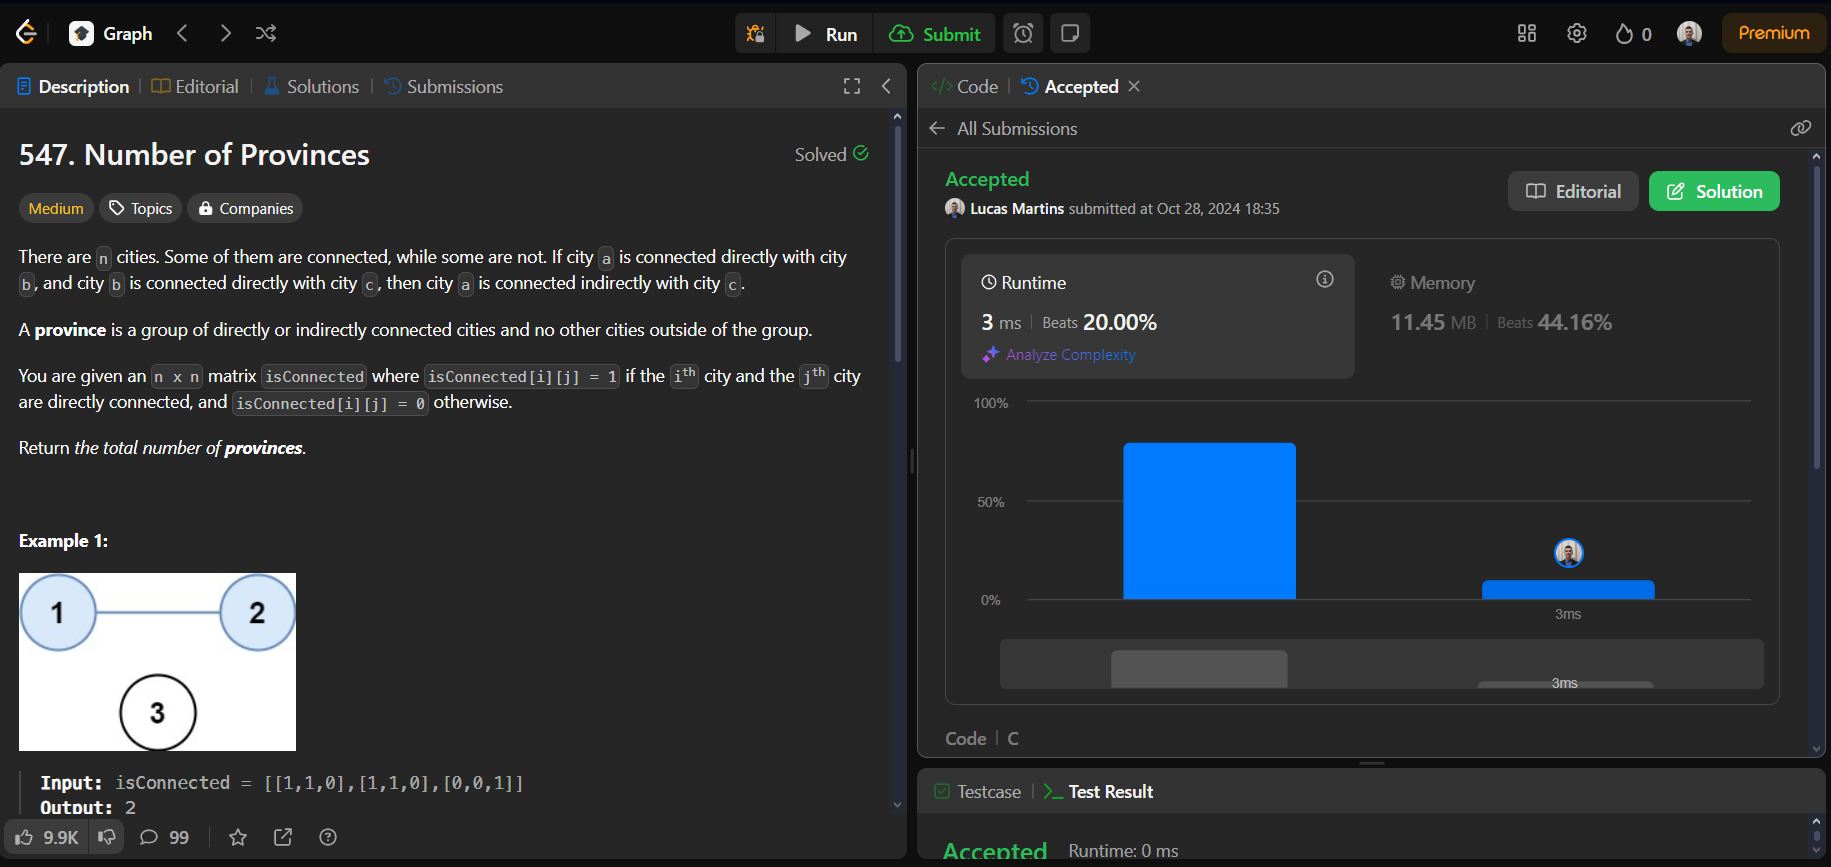 Graph
Run
Submit
0
Premium
Description
Editorial
Solutions
Submissions
547. Number of Provinces
Solved
Medium
Topics
Companies
There are n cities. Some of them are connected, while some are not. If city a is connected directly with city
b, and city b is connected directly with city c, then city a is connected indirectly with city c.
A province is a group of directly or indirectly connected cities and no other cities outside of the group.
You are given an n x n matrix isConnected where isConnected[i][j] = 1 if the ith city and the jth city
are directly connected, and isConnected[i][j] = 0 otherwise.
Return the total number of provinces.
Example 1:
1
2
3
Input: isConnected = [[1,1,0],[1,1,0],[0,0,1]]
Output: 2
9.9K
99
Code
Accepted
All Submissions
Accepted
Lucas Martins submitted at Oct 28, 2024 18:35
Editorial
Solution
Runtime
3 ms Beats 20.00%
Analyze Complexity
Memory
11.45 MB Beats 44.16%
100%
50%
0%
3ms
3ms
Code C
Testcase
>_ Test Result
Accepted Runtime: 0 ms